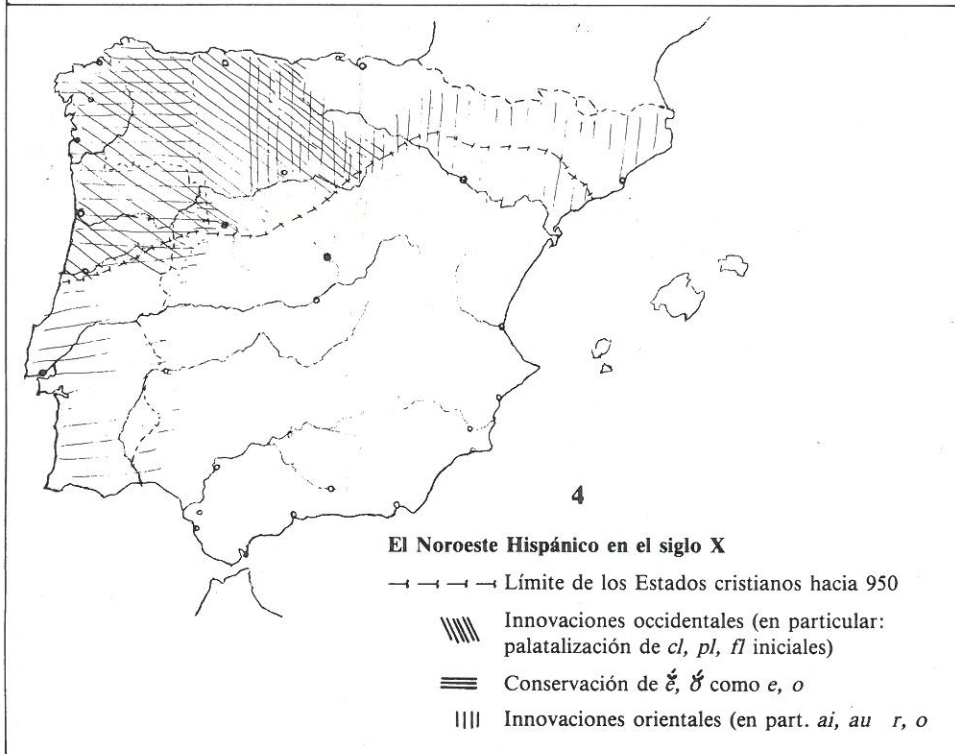 4
El Noroeste Hispánico en el siglo X
Límite de los Estados cristianos hacia 950
Innovaciones occidentales (en particular:
palatalización de cl, pl, fl iniciales)
Conservación de ĕ́, ŏ́ como e, o
Innovaciones orientales (en part. ai, au r, o